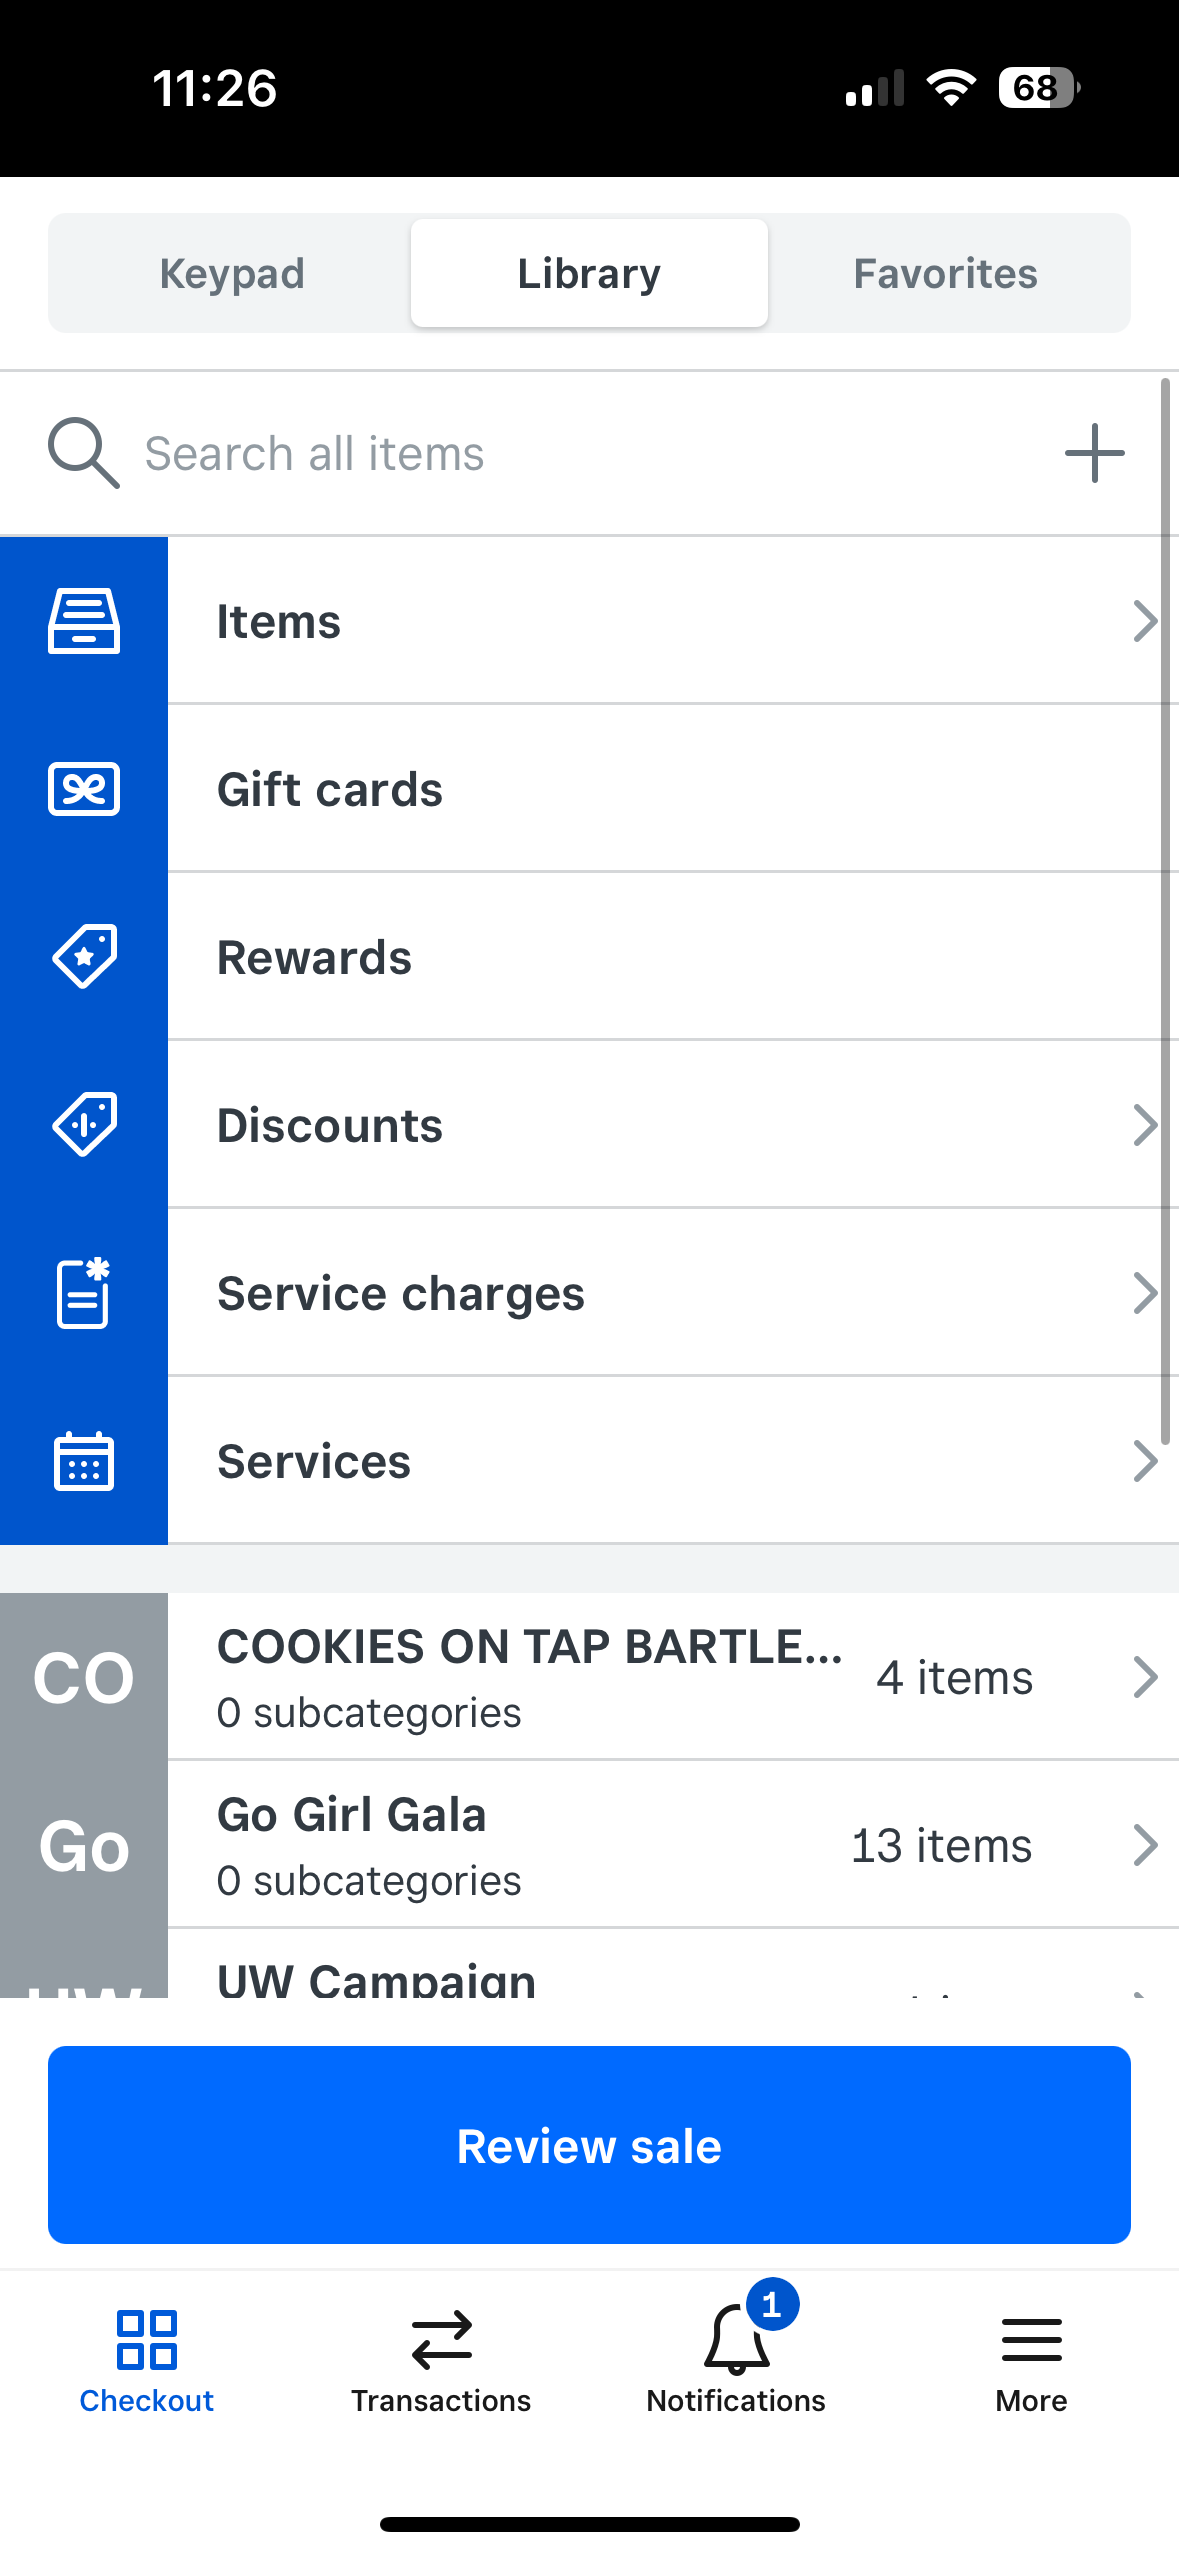 11:26
68
Keypad
Library
Favorites
Search all items
Items
Gift cards
Rewards
Discounts
Service charges
Services
CO
COOKIES ON TAP BARTLE...
4 items
0 subcategories
Go
Go Girl Gala
13 items
0 subcategories
UW
UW Campaign
Review sale
1
Checkout
Transactions
Notifications
More